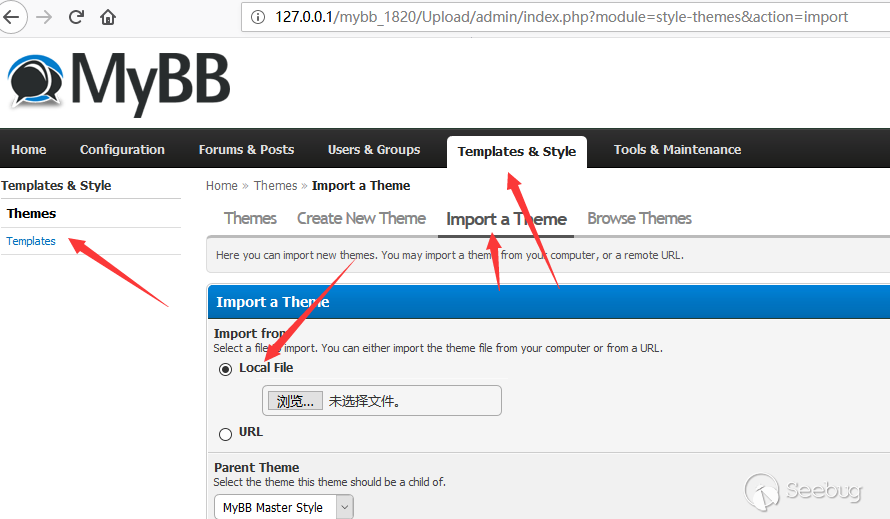 127.0.0.1/mybb_1820/Upload/admin/index.php?module=style-themes&action=import
MyBB
Home Configuration Forums & Posts Users & Groups Templates & Style Tools & Maintenance
Templates & Style
Themes
Templates
Home » Themes » Import a Theme
Themes Create New Theme Import a Theme Browse Themes
Here you can import new themes. You may import a theme from your computer, or a remote URL.
Import a Theme
Import from
Select a file to import. You can either import the theme file from your computer or from a URL.
Local File
浏览... 未选择文件。
URL
Parent Theme
Select the theme this theme should be a child of.
MyBB Master Style
Seebug